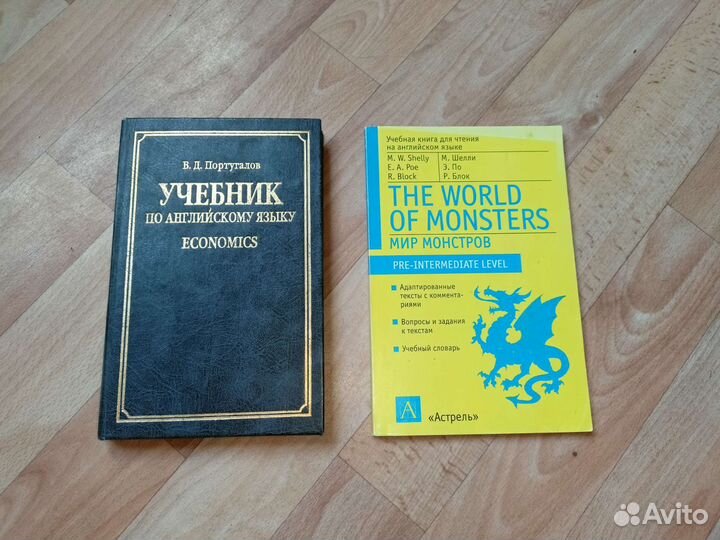 В. Д. Португалов
УЧЕБНИК
ПО АНГЛИЙСКОМУ ЯЗЫКУ
ECONOMICS
Учебная книга для чтения
на английском языке
M. W. Shelly
E. A. Poe
R. Block
М. Шелли
Э. По
Р. Блок
THE WORLD
OF MONSTERS
МИР МОНСТРОВ
PRE-INTERMEDIATE LEVEL
Адаптированные
тексты с коммента-
риями
Вопросы и задания
к текстам
Учебный словарь
А
«Астрель»
Avito